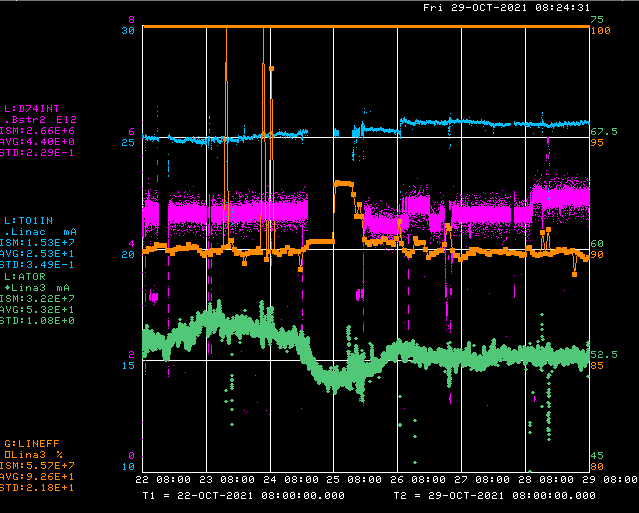 Fri 29-OCT-2021 08:24:31
8 75
30 100
L:D74INT
.Bstr2 E12
ISM:2.66E+6
AVG:4.40E+0
STD:2.29E-1
6 67.5
25 95
L:TO1IN
.Linac mA
ISM:1.53E+7
AVG:2.53E+1
STD:3.49E-1
4 60
20 90
L:ATOR
◆Lina3 mA
ISM:3.22E+7
AVG:5.32E+1
STD:1.08E+0
2 52.5
15 85
G:LINEFF
□Lina3 %
ISM:5.57E+7
AVG:9.26E+1
STD:2.18E+1
0 45
10 80
22 08:00 23 08:00 24 08:00 25 08:00 26 08:00 27 08:00 28 08:00 29 08:00
T1 = 22-OCT-2021 08:00:00.000 T2 = 29-OCT-2021 08:00:00.000